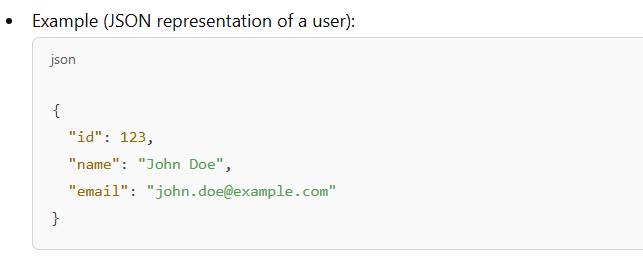 • Example (JSON representation of a user):
json
{
"id": 123,
"name": "John Doe",
"email": "john.doe@example.com"
}